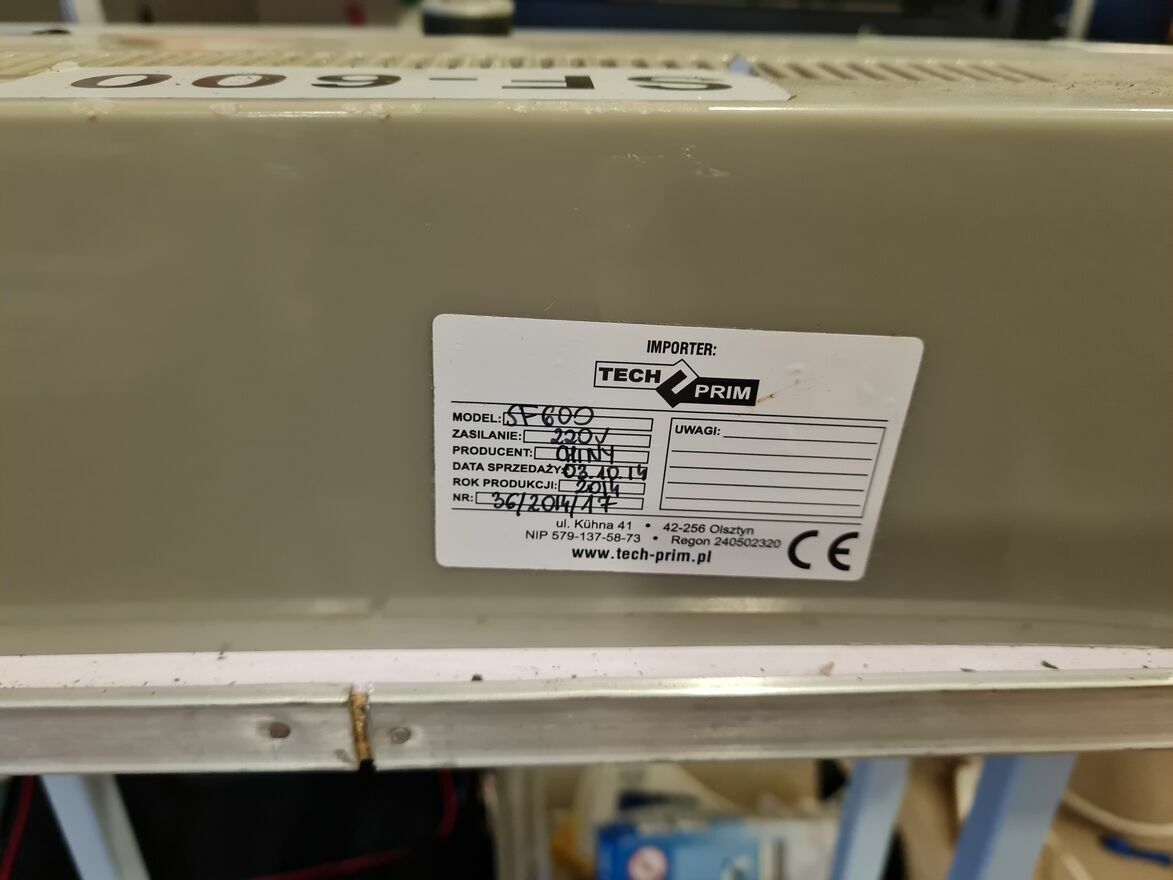 SF-600
IMPORTER:
TECH PRIM
MODEL: SF600
ZASILANIE: 220V
PRODUCENT: CHINY
DATA SPRZEDAŻY: 03.10.14
ROK PRODUKCJI: 2014
NR: 36/2014/17
UWAGI:
ul. Kühna 41 • 42-256 Olsztyn
NIP 579-137-58-73 • Regon 240502320
www.tech-prim.pl
CE